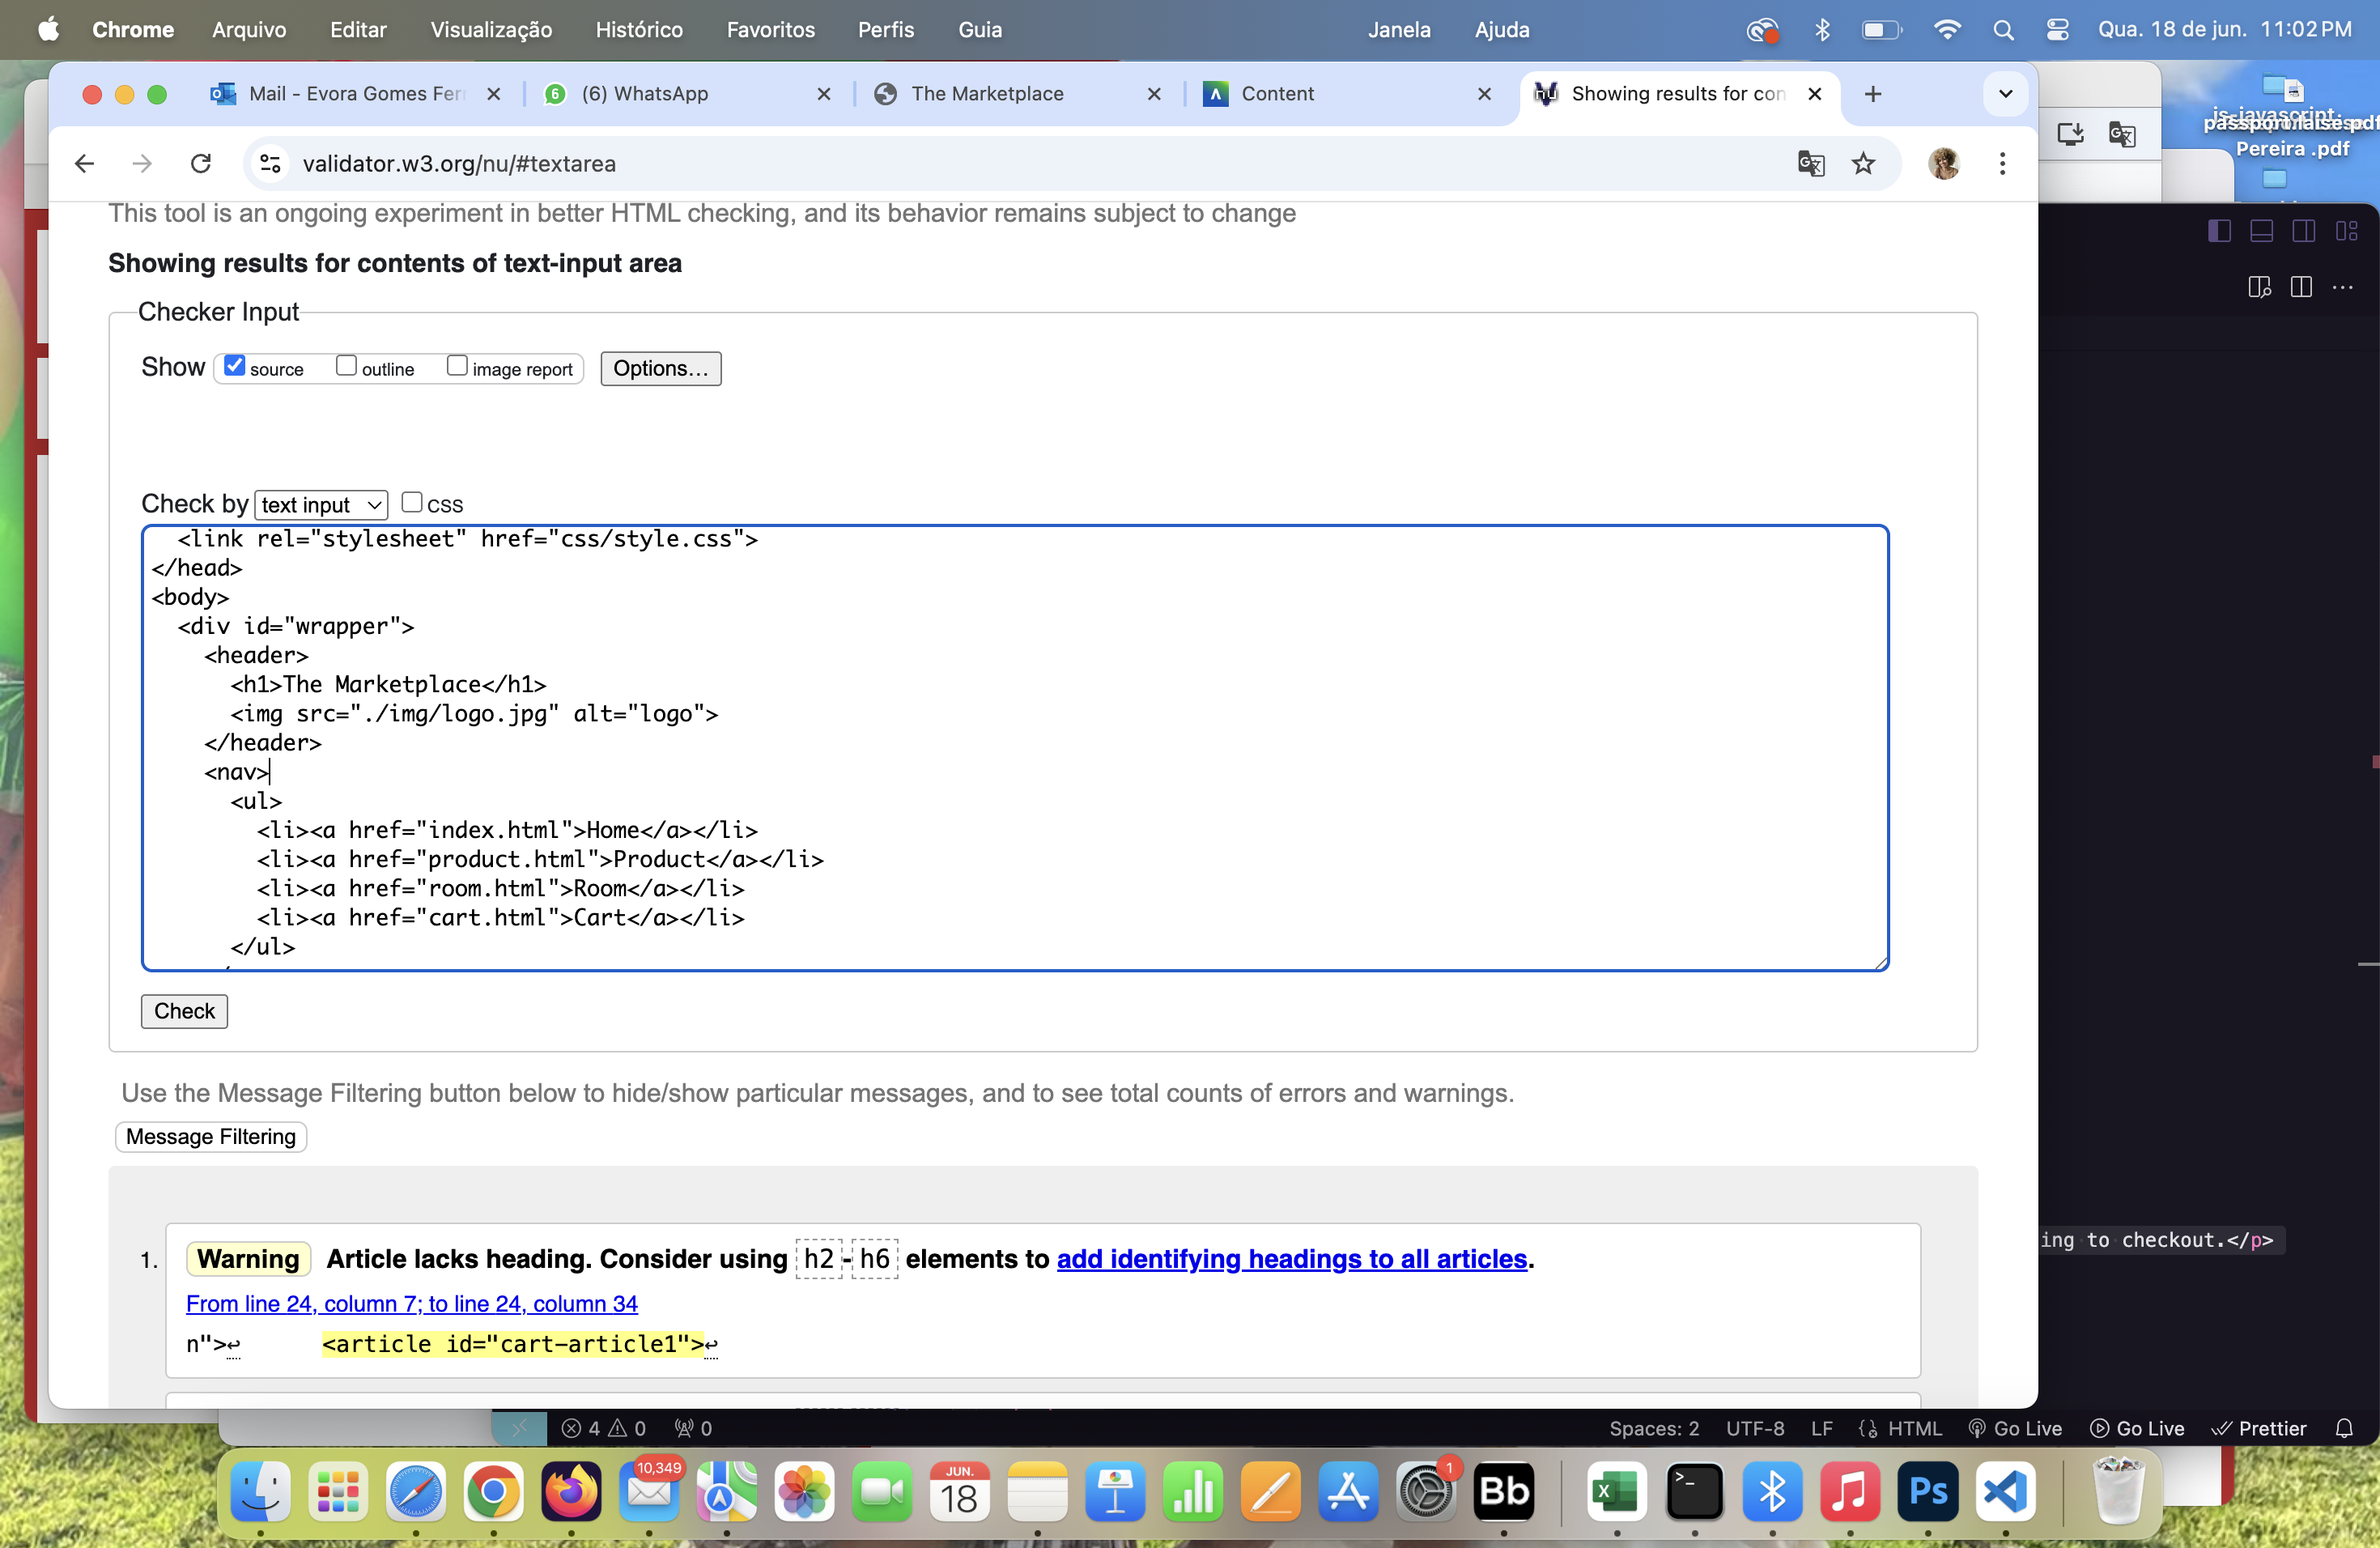 Chrome Arquivo Editar Visualização Histórico Favoritos Perfis Guia Janela Ajuda Qua. 18 de jun. 11:02 PM
Mail - Evora Gomes Fer
6 (6) WhatsApp
The Marketplace
Content
Showing results for con
validator.w3.org/nu/#textarea
Pereira .pdf
This tool is an ongoing experiment in better HTML checking, and its behavior remains subject to change
Showing results for contents of text-input area
Checker Input
Show source outline image report Options...
Check by text input CSS
<link rel="stylesheet" href="css/style.css">
</head>
<body>
<div id="wrapper">
<header>
<h1>The Marketplace</h1>
<img src="./img/logo.jpg" alt="logo">
</header>
<nav>
<ul>
<li><a href="index.html">Home</a></li>
<li><a href="product.html">Product</a></li>
<li><a href="room.html">Room</a></li>
<li><a href="cart.html">Cart</a></li>
</ul>
Check
Use the Message Filtering button below to hide/show particular messages, and to see total counts of errors and warnings.
Message Filtering
1. Warning Article lacks heading. Consider using h2-h6 elements to add identifying headings to all articles.
From line 24, column 7; to line 24, column 34
n">↩ <article id="cart-article1">↩
ing to checkout.</p>
4 0 0 Spaces: 2 UTF-8 LF HTML Go Live Go Live Prettier
10,349
JUN.
18
1
Bb
Ps